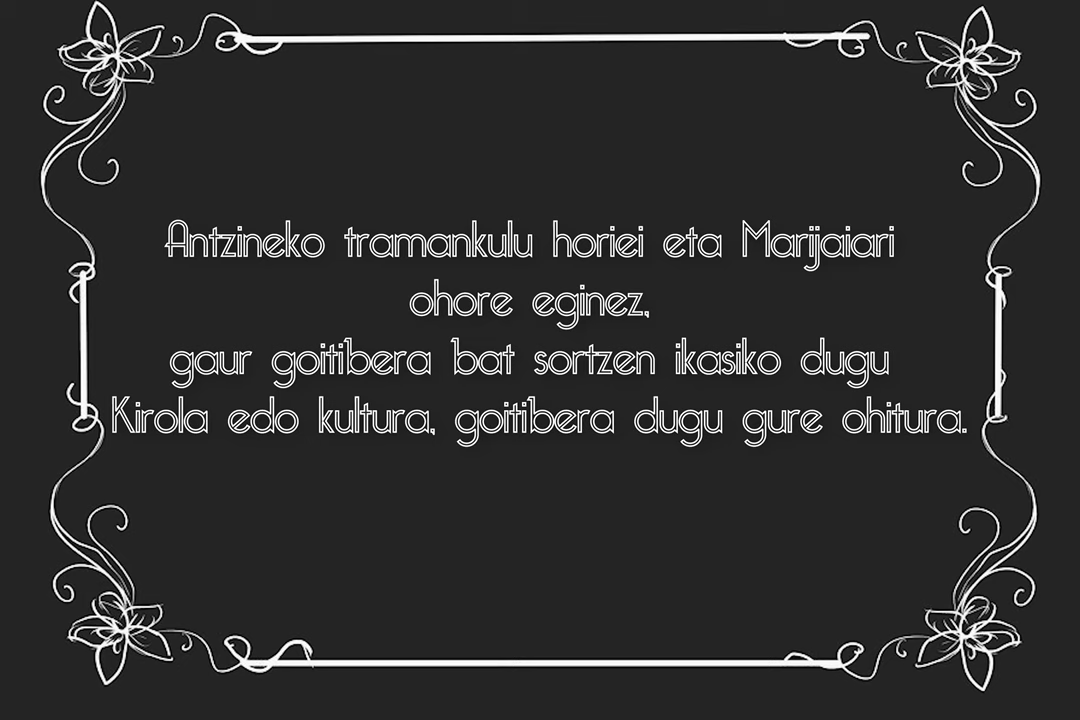 Antzineko tramankulu horiei eta Marijaiari
ohore eginez,
gaur goitibera bat sortzen ikasiko dugu
Kirola edo kultura, goitibera dugu gure ohitura.